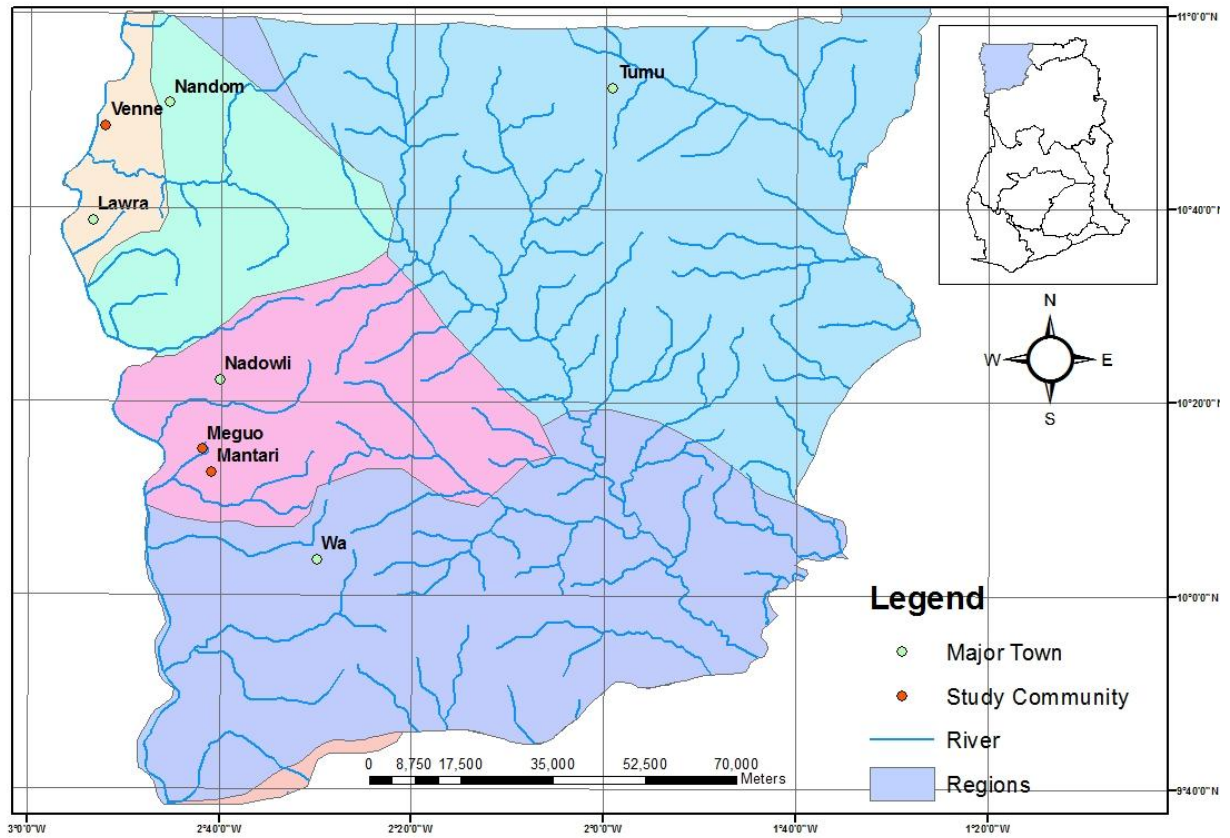 11°0'0"N
Nandom
Tumu
Venne
Lawra
10°40'0"N
N
W E
S
Nadowli
10°20'0"N
Meguo
Mantari
Wa
10°0'0"N
Legend
Major Town
Study Community
River
Regions
0 8,750 17,500 35,000 52,500 70,000
Meters
9°40'0"N
3°0'0"W 2°40'0"W 2°20'0"W 2°0'0"W 1°40'0"W 1°20'0"W